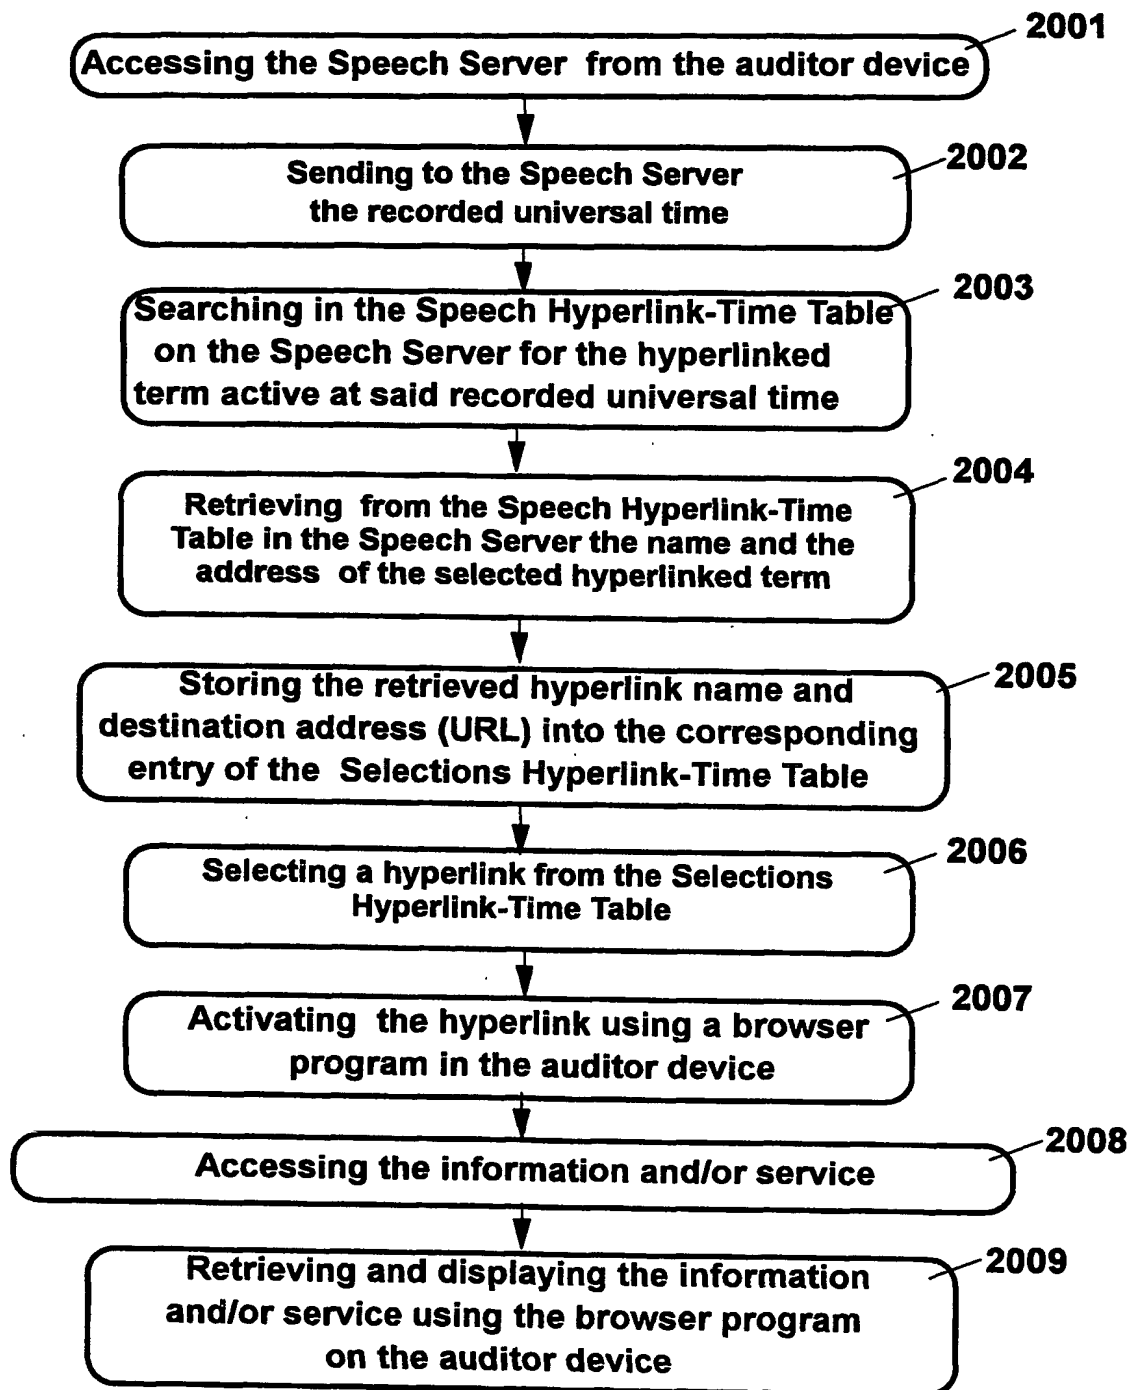 2001
Accessing the Speech Server from the auditor device
2002
Sending to the Speech Server
the recorded universal time
2003
Searching in the Speech Hyperlink-Time Table
on the Speech Server for the hyperlinked
term active at said recorded universal time
2004
Retrieving from the Speech Hyperlink-Time
Table in the Speech Server the name and the
address of the selected hyperlinked term
2005
Storing the retrieved hyperlink name and
destination address (URL) into the corresponding
entry of the Selections Hyperlink-Time Table
2006
Selecting a hyperlink from the Selections
Hyperlink-Time Table
2007
Activating the hyperlink using a browser
program in the auditor device
2008
Accessing the information and/or service
2009
Retrieving and displaying the information
and/or service using the browser program
on the auditor device